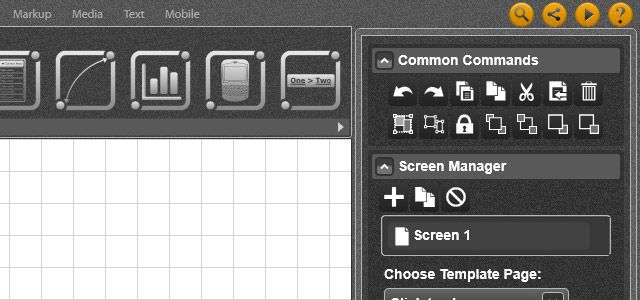 Markup Media Text Mobile
One > Two
Common Commands
Screen Manager
Screen 1
Choose Template Page: